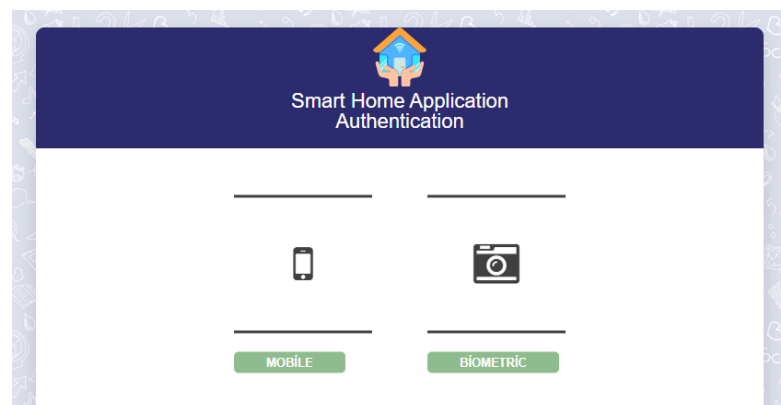 Smart Home Application
Authentication
MOBİLE
BİOMETRİC